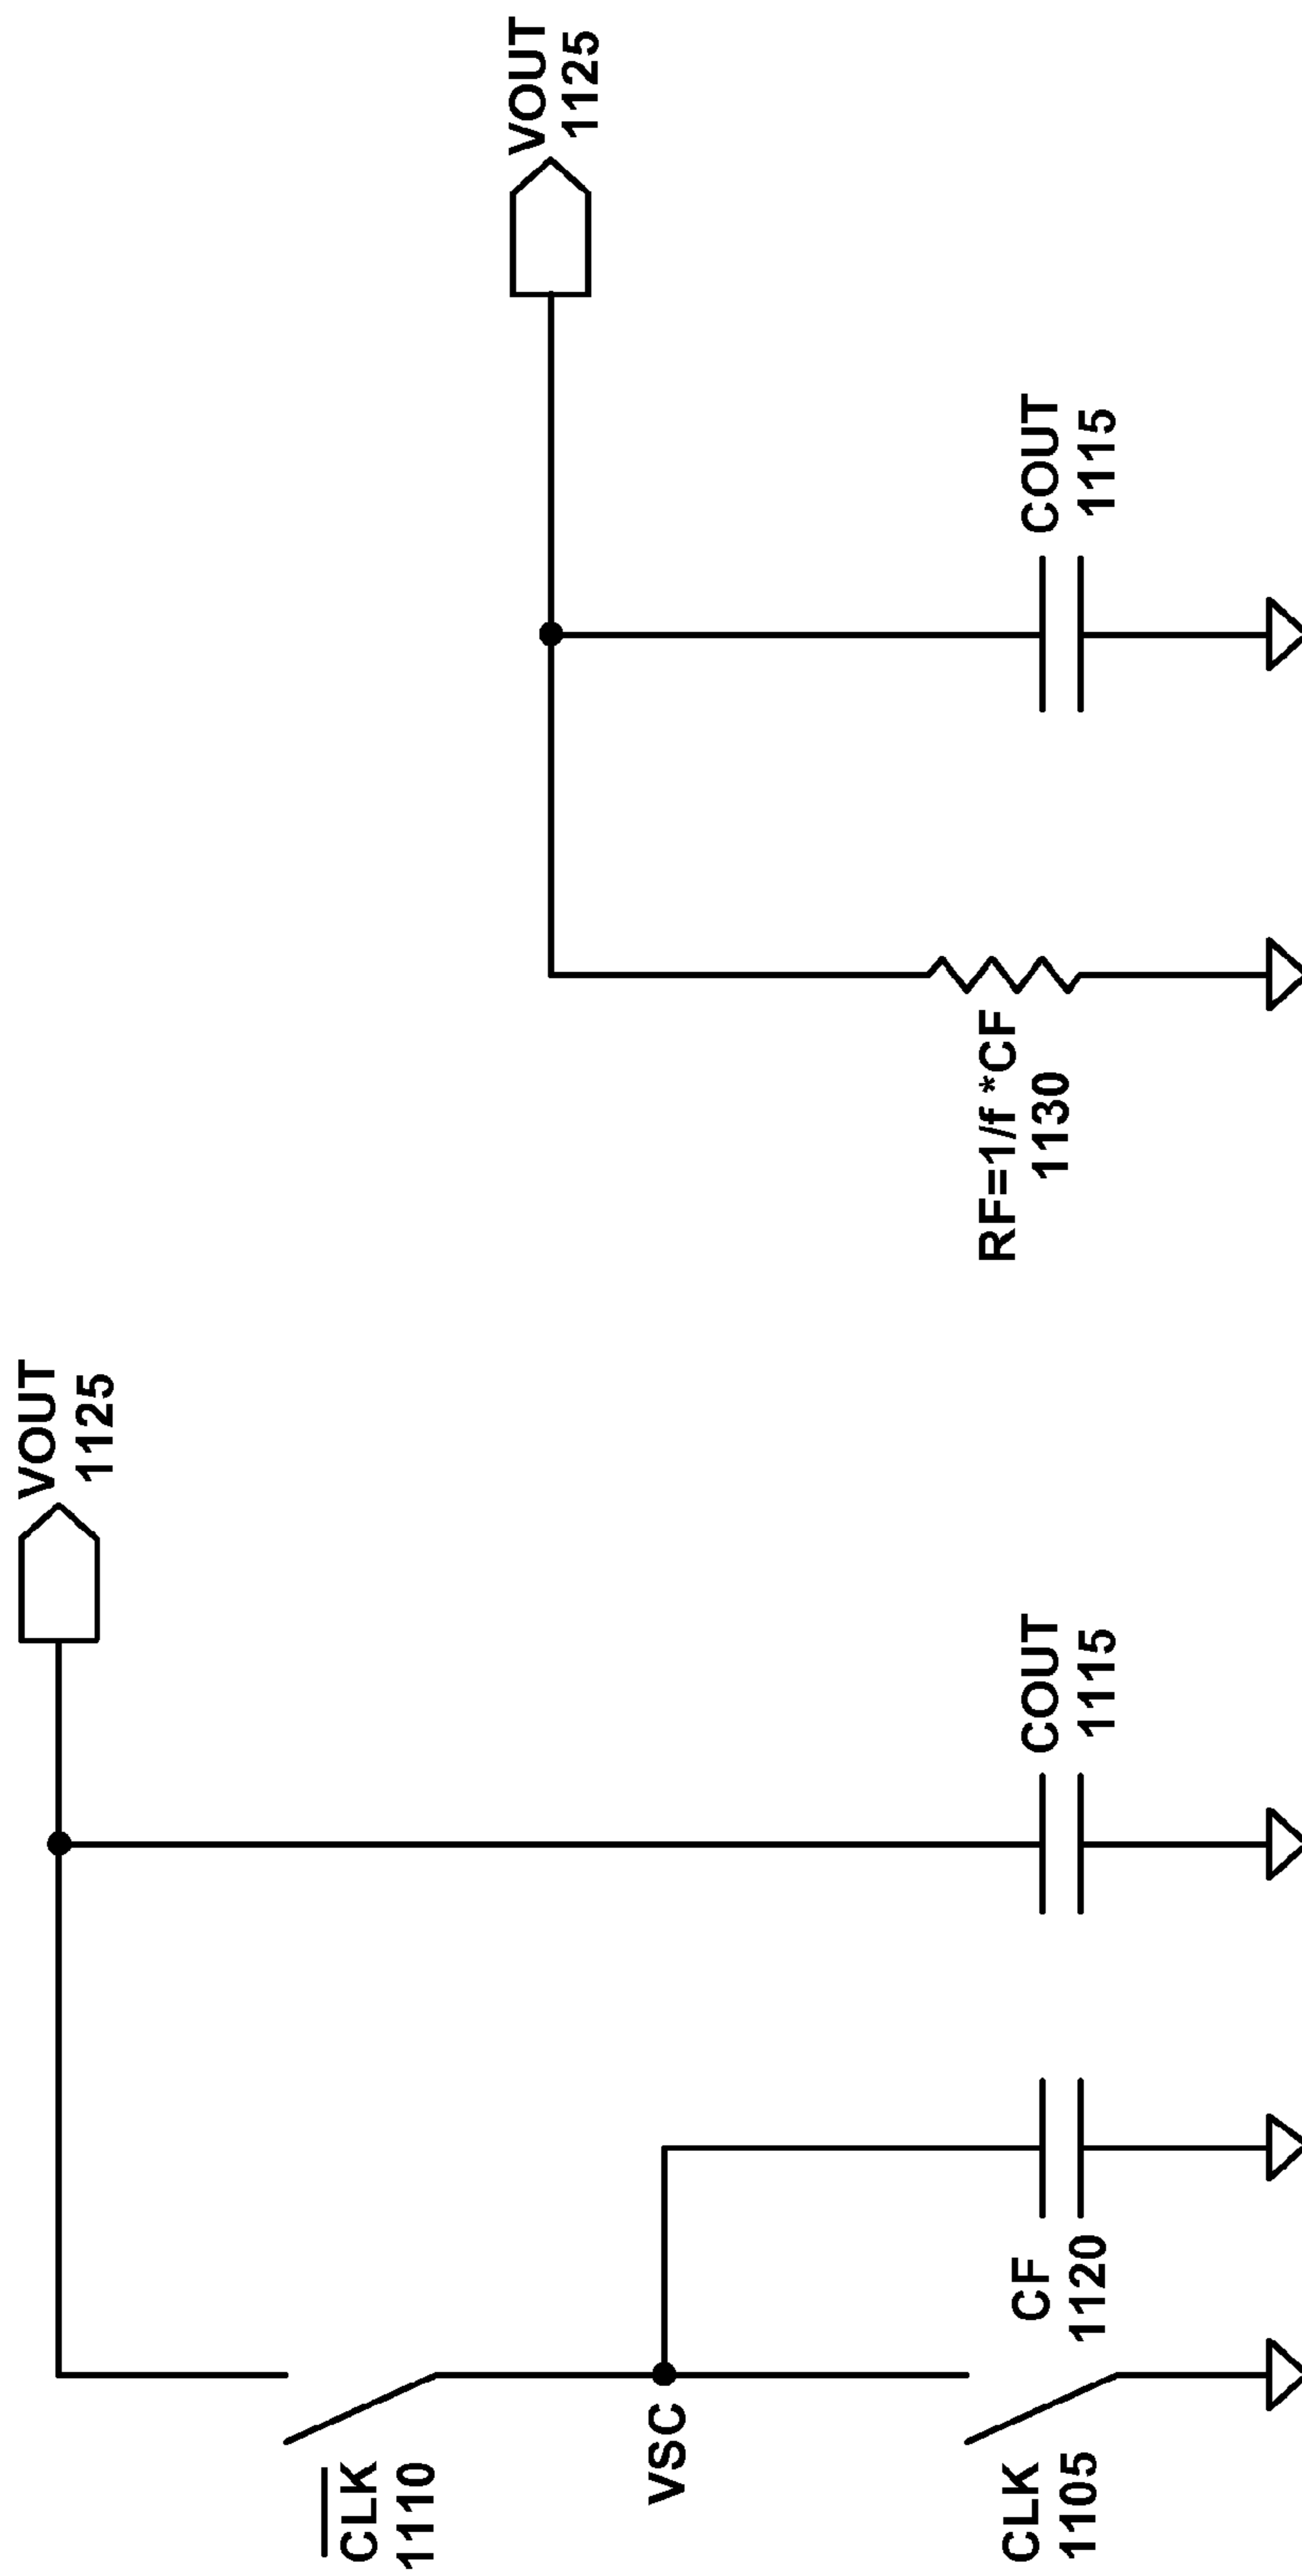 VOUT
1125
CLK
1110
VSC
CF
1120
COUT
1115
CLK
1105
VOUT
1125
RF=1/f *CF
1130
COUT
1115